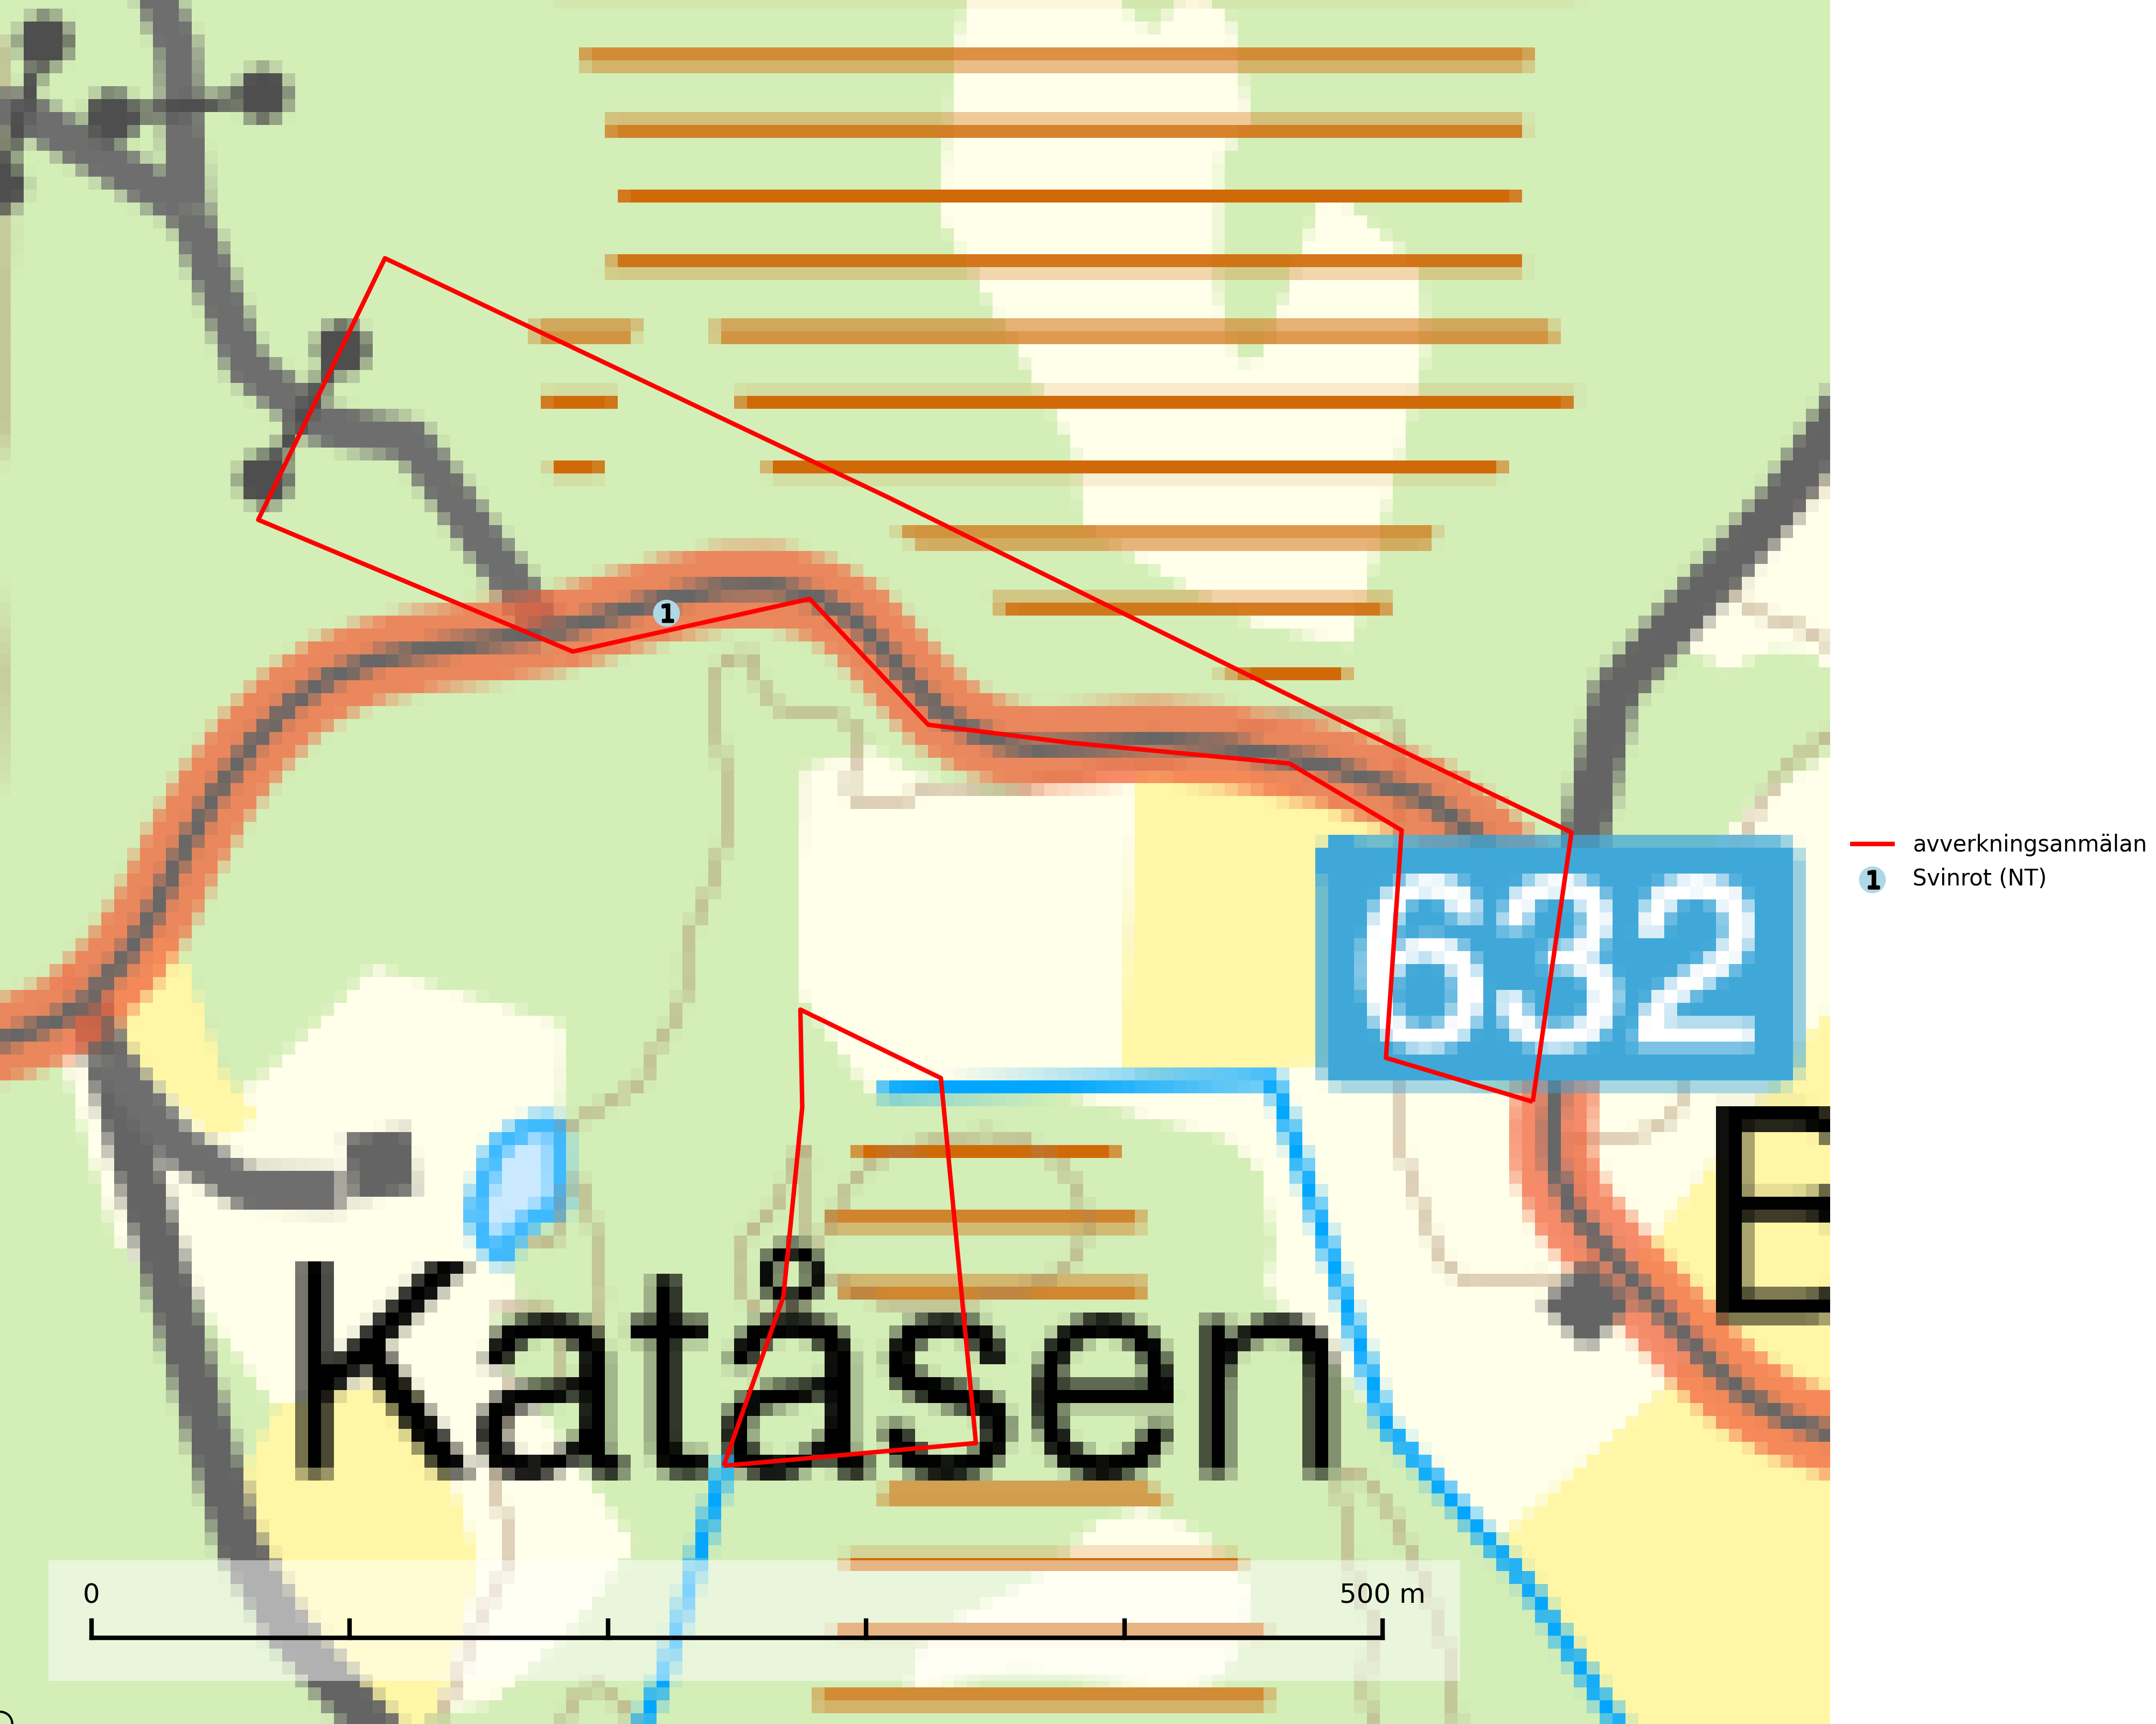 632
avverkningsanmälan
1 Svinrot (NT)
1
E
Katåsen
0 500 m